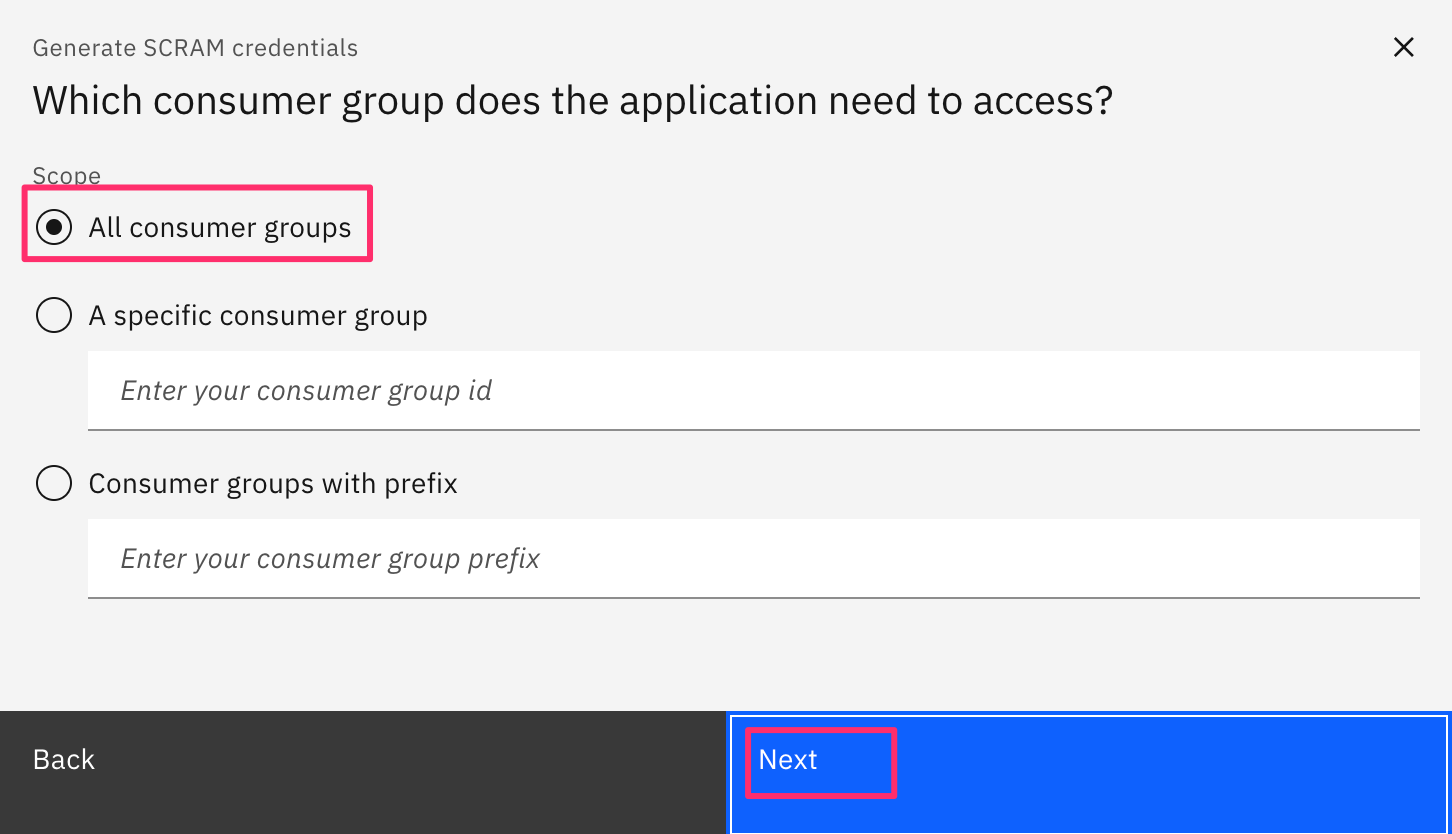 Generate SCRAM credentials
Which consumer group does the application need to access?
Scope
All consumer groups
A specific consumer group
Enter your consumer group id
Consumer groups with prefix
Enter your consumer group prefix
Back
Next